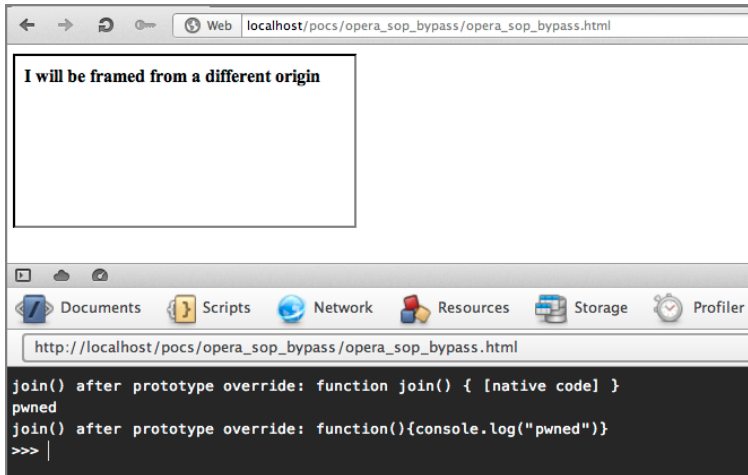 Web localhost/pocs/opera_sop_bypass/opera_sop_bypass.html
I will be framed from a different origin
Documents Scripts Network Resources Storage Profiler
http://localhost/pocs/opera_sop_bypass/opera_sop_bypass.html
join() after prototype override: function join() { [native code] }
pwned
join() after prototype override: function(){console.log("pwned")}
>>>